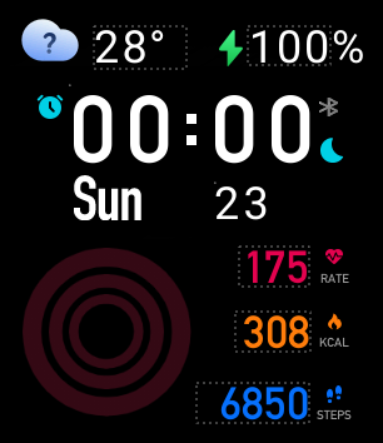 ? 28° 100%
00:00
Sun 23
175 RATE
308 KCAL
6850 STEPS